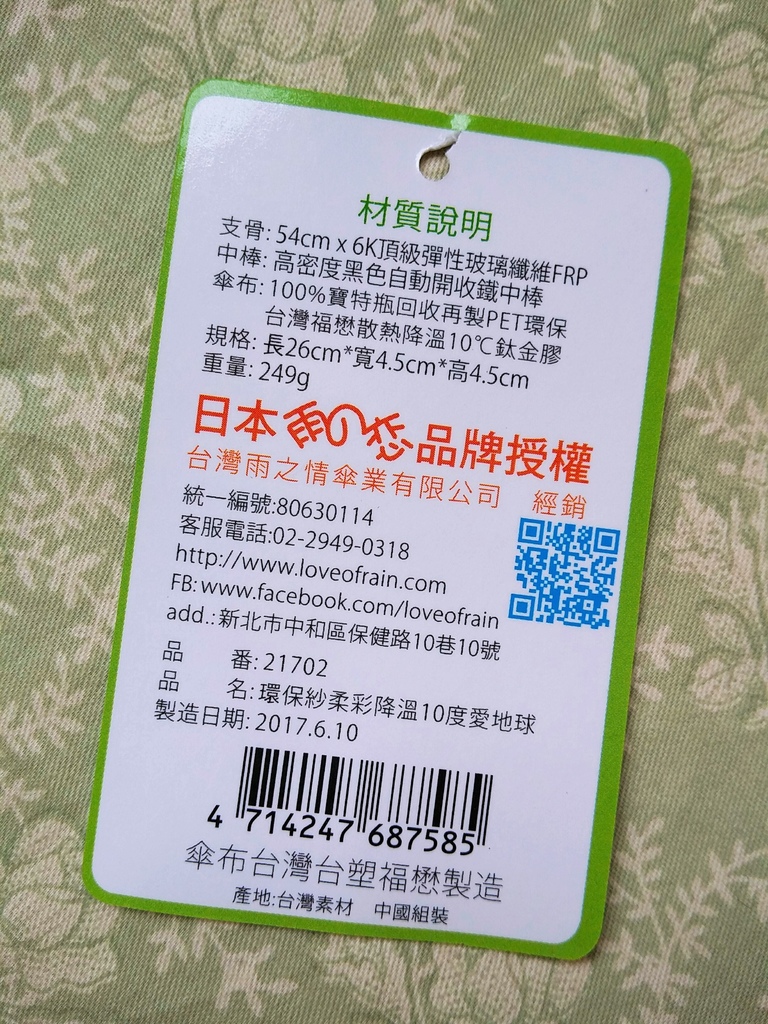 材質說明
支骨: 54cm x 6K頂級彈性玻璃纖維FRP
中棒: 高密度黑色自動開收鐵中棒
傘布: 100%寶特瓶回收再製PET環保
台灣福懋散熱降溫10℃鈦金膠
規格: 長26cm*寬4.5cm*高4.5cm
重量: 249g
日本雨の恋品牌授權
台灣雨之情傘業有限公司 經銷
統一編號:80630114
客服電話:02-2949-0318
http://www.loveofrain.com
FB:www.facebook.com/loveofrain
add.:新北市中和區保健路10巷10號
品 番: 21702
品 名: 環保紗柔彩降溫10度愛地球
製造日期: 2017.6.10
4 714247 687585
傘布台灣台塑福懋製造
產地:台灣素材 中國組裝